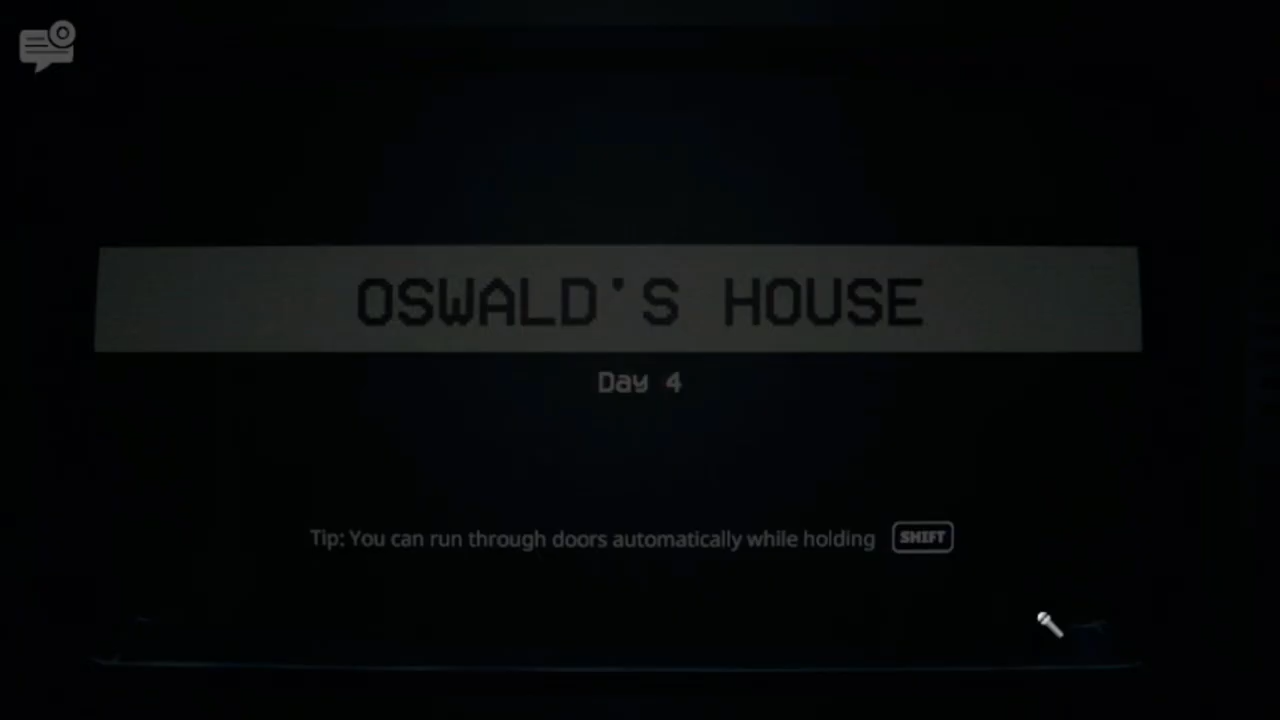 OSWALD'S HOUSE
Day 4
Tip: You can run through doors automatically while holding SHIFT